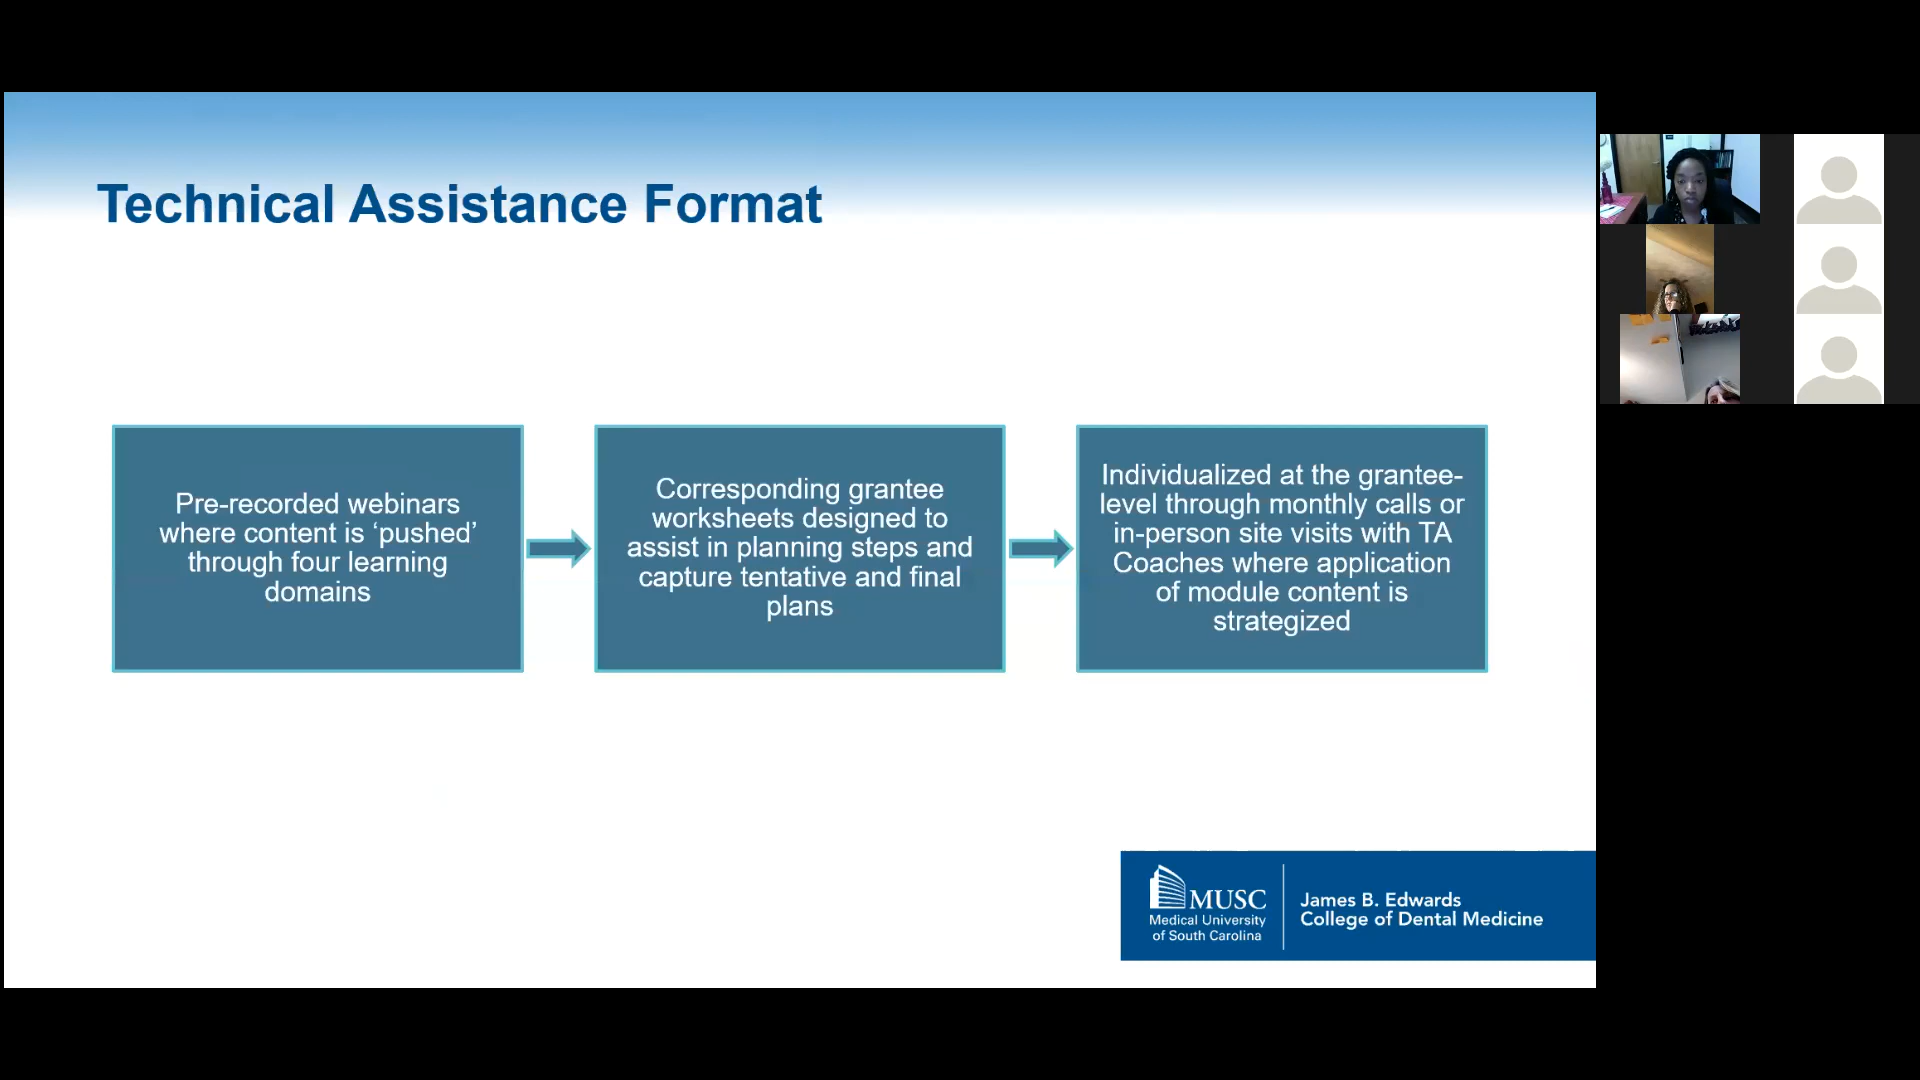 Technical Assistance Format
Pre-recorded webinars
where content is ‘pushed’
through four learning
domains
Corresponding grantee
worksheets designed to
assist in planning steps and
capture tentative and final
plans
Individualized at the grantee-
level through monthly calls or
in-person site visits with TA
Coaches where application
of module content is
strategized
MUSC
Medical University
of South Carolina
James B. Edwards
College of Dental Medicine